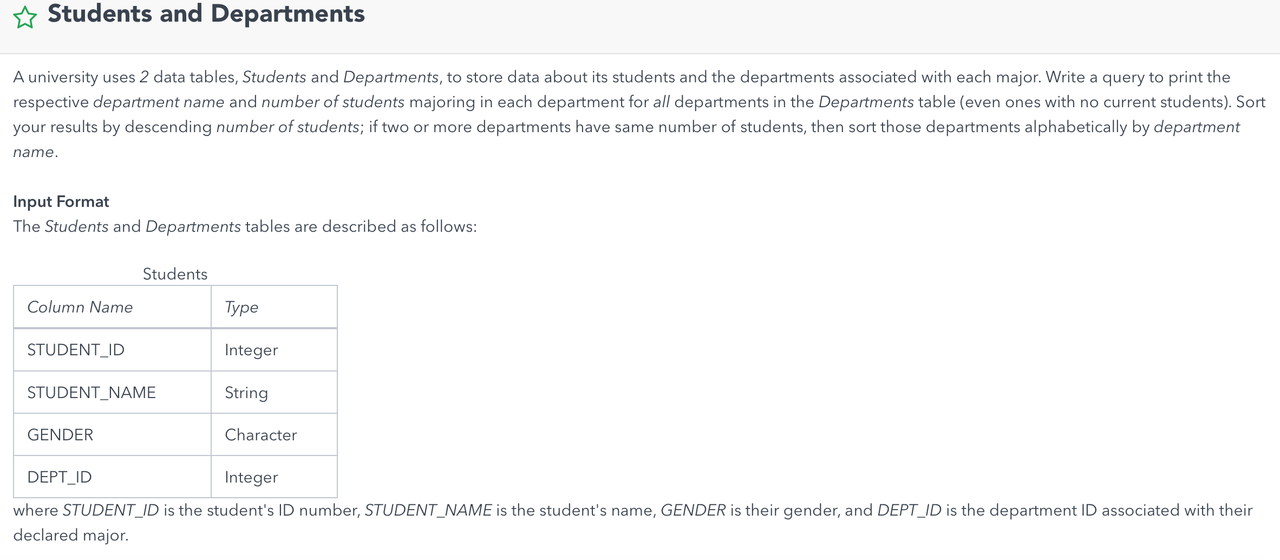 Students and Departments
A university uses 2 data tables, Students and Departments, to store data about its students and the departments associated with each major. Write a query to print the
respective department name and number of students majoring in each department for all departments in the Departments table (even ones with no current students). Sort
your results by descending number of students; if two or more departments have same number of students, then sort those departments alphabetically by department
name.
Input Format
The Students and Departments tables are described as follows:
Students
Column Name Type
STUDENT_ID Integer
STUDENT_NAME String
GENDER Character
DEPT_ID Integer
where STUDENT_ID is the student's ID number, STUDENT_NAME is the student's name, GENDER is their gender, and DEPT_ID is the department ID associated with their
declared major.